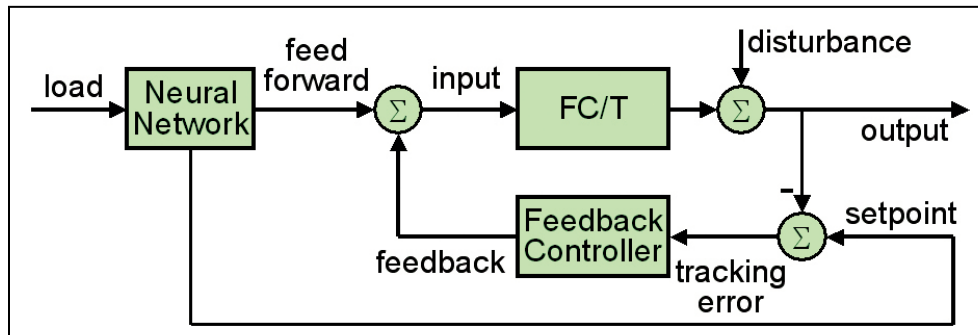 load
Neural
Network
feed
forward
Σ
input
FC/T
disturbance
Σ
output
-
Σ
setpoint
tracking
error
Feedback
Controller
feedback